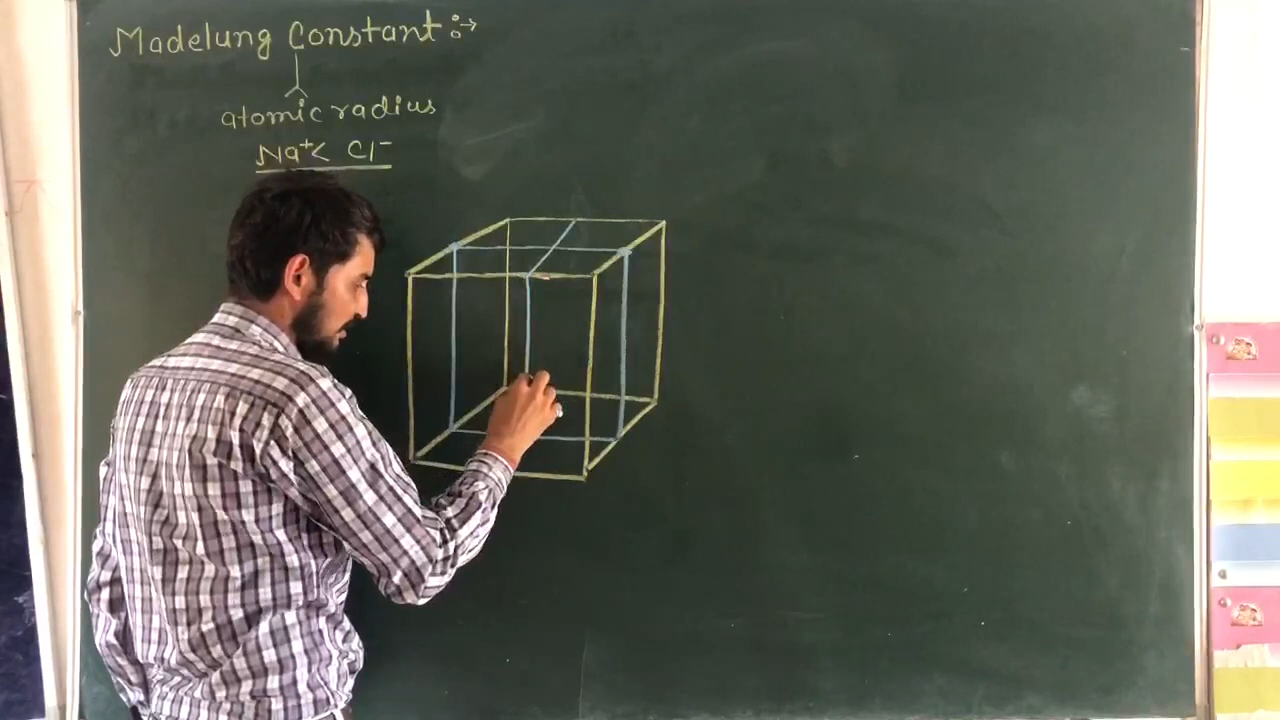 Madelung Constant :→
atomic radius
Na⁺< Cl⁻